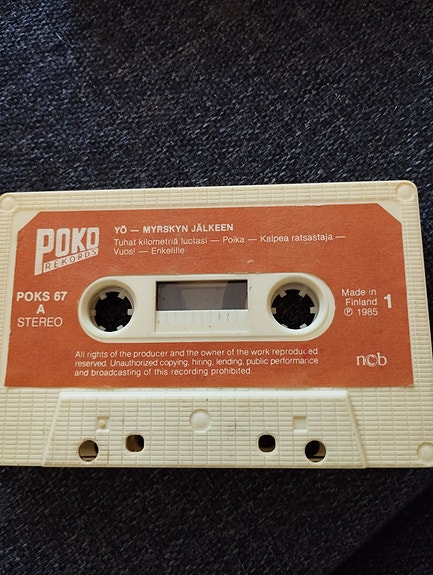 POKO
REKORDS
YÖ — MYRSKYN JÄLKEEN
Tuhat kilometriä luotasi — Poika — Kalpea ratsastaja —
Vuosi — Enkelille
POKS 67
A
STEREO
Made in
Finland
℗ 1985
1
All rights of the producer and the owner of the work reproduced
reserved. Unauthorized copying, hiring, lending, public performance
and broadcasting of this recording prohibited.
ncb